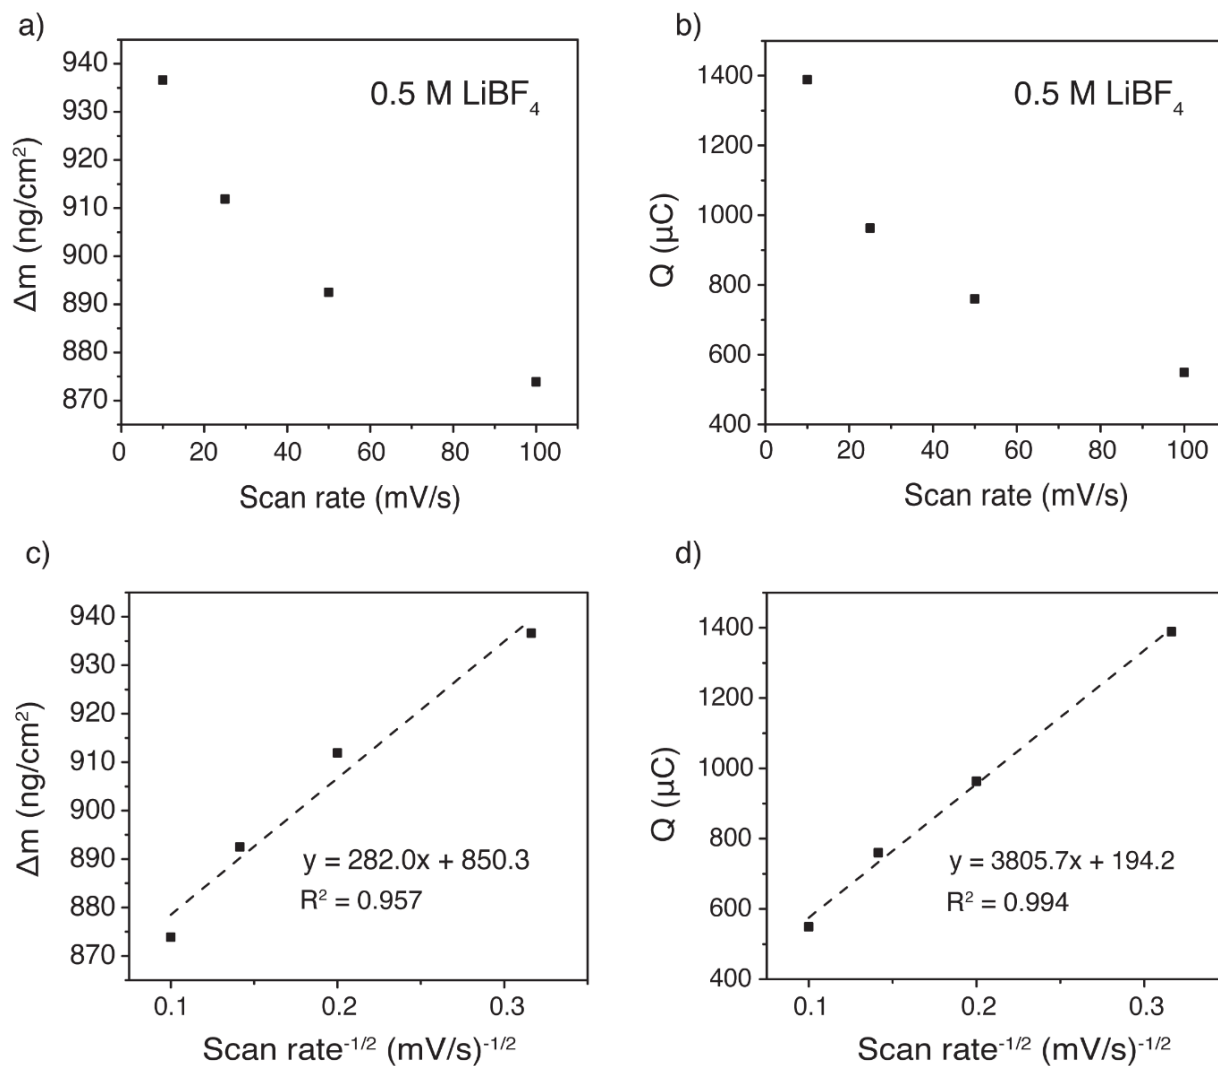 a)
940
930
920
910
900
890
880
870
Δm (ng/cm²)
0.5 M LiBF₄
0 20 40 60 80 100
Scan rate (mV/s)
b)
1400
1200
1000
800
600
400
Q (µC)
0.5 M LiBF₄
0 20 40 60 80 100
Scan rate (mV/s)
c)
940
930
920
910
900
890
880
870
Δm (ng/cm²)
y = 282.0x + 850.3
R² = 0.957
0.1 0.2 0.3
Scan rate⁻¹/² (mV/s)⁻¹/²
d)
1400
1200
1000
800
600
400
Q (µC)
y = 3805.7x + 194.2
R² = 0.994
0.1 0.2 0.3
Scan rate⁻¹/² (mV/s)⁻¹/²